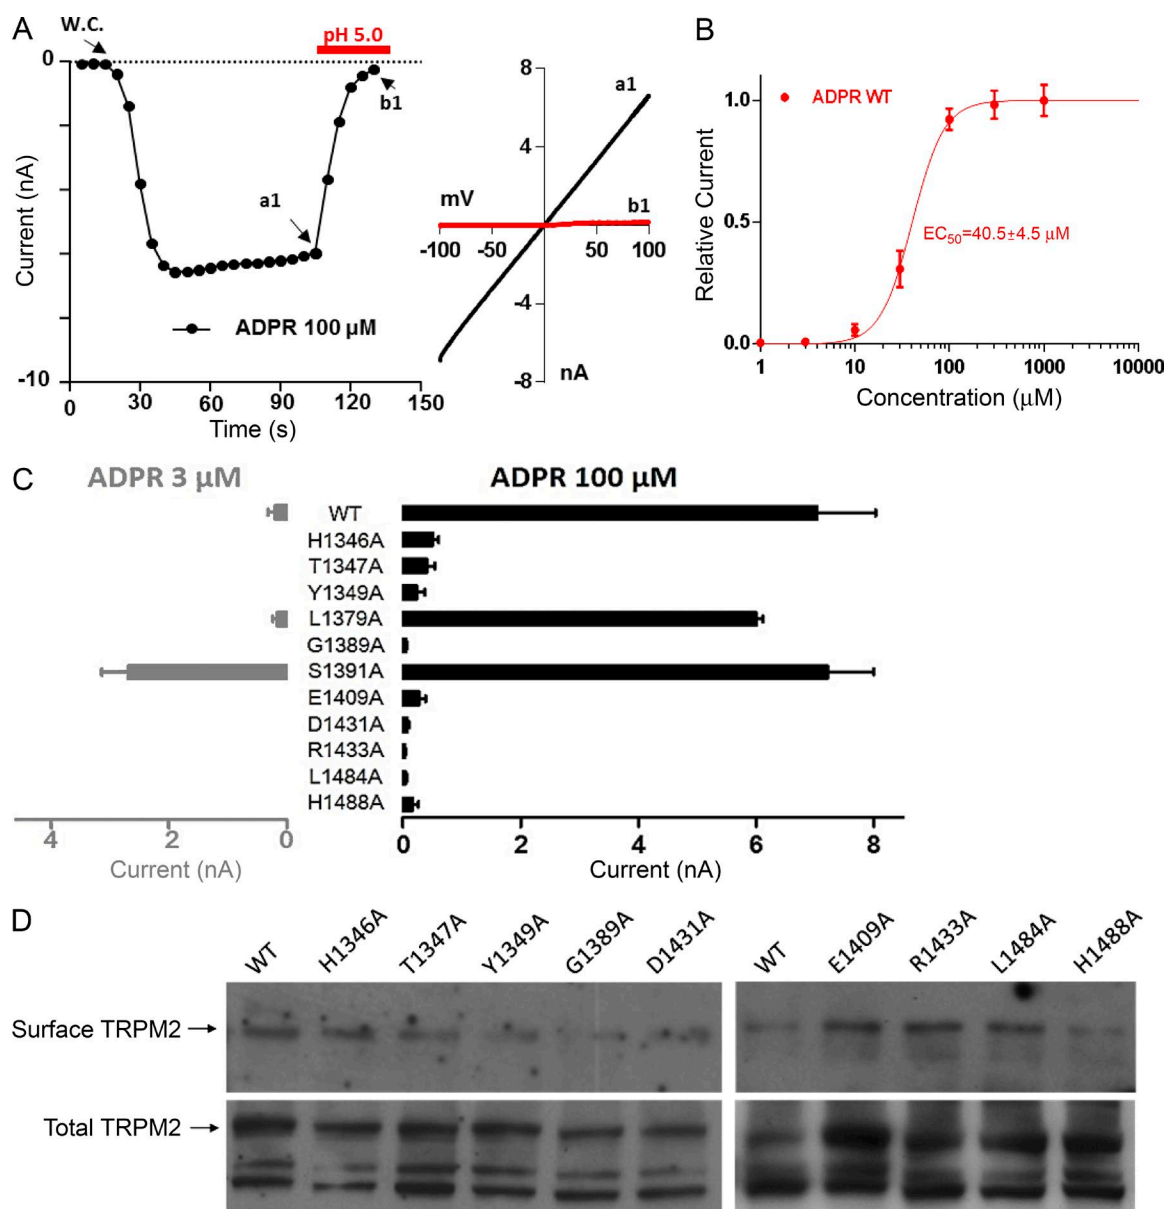 A
W.C.
pH 5.0
0
b1
a1
Current (nA)
ADPR 100 µM
-10
0 30 60 90 120 150
Time (s)
8
a1
4
mV
b1
-100 -50 50 100
-4
nA
-8
B
1.0
ADPR WT
Relative Current
0.5
EC50=40.5±4.5 µM
0.0
1 10 100 1000 10000
Concentration (µM)
C
ADPR 3 µM
ADPR 100 µM
WT
H1346A
T1347A
Y1349A
L1379A
G1389A
S1391A
E1409A
D1431A
R1433A
L1484A
H1488A
4 2 0
Current (nA)
0 2 4 6 8
Current (nA)
D
WT H1346A T1347A Y1349A G1389A D1431A
WT E1409A R1433A L1484A H1488A
Surface TRPM2
Total TRPM2